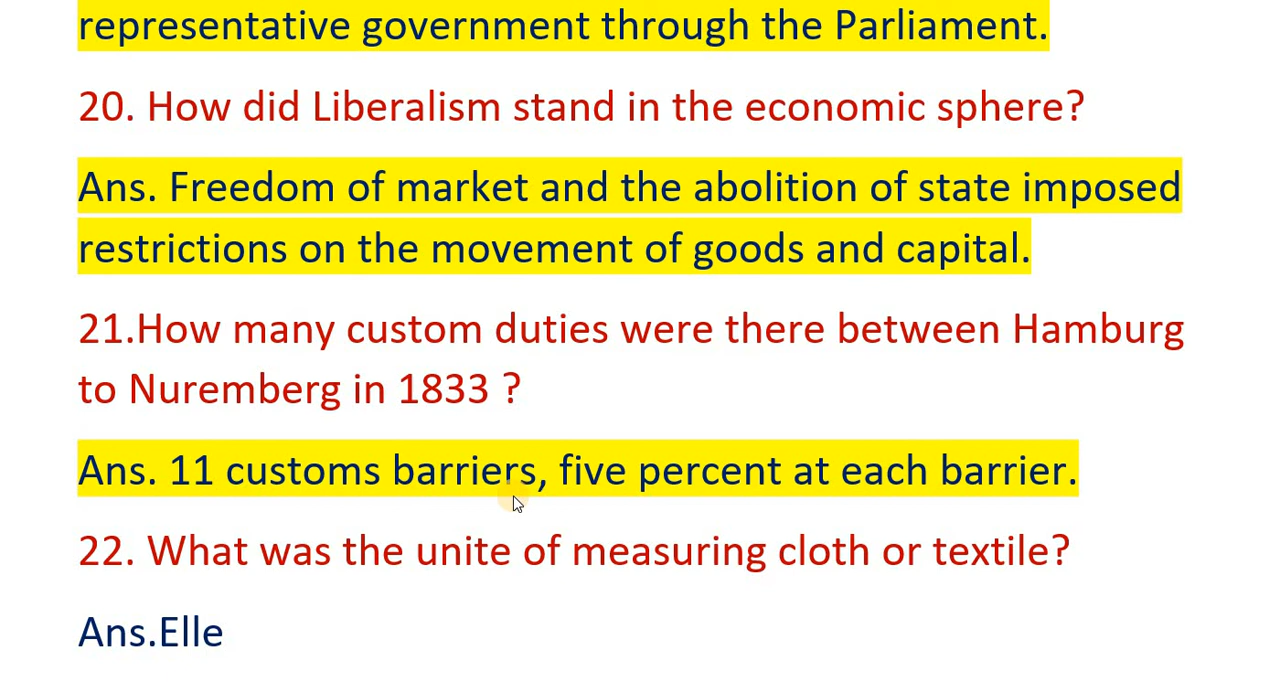 representative government through the Parliament.
20. How did Liberalism stand in the economic sphere?
Ans. Freedom of market and the abolition of state imposed
restrictions on the movement of goods and capital.
21.How many custom duties were there between Hamburg
to Nuremberg in 1833 ?
Ans. 11 customs barriers, five percent at each barrier.
22. What was the unite of measuring cloth or textile?
Ans.Elle